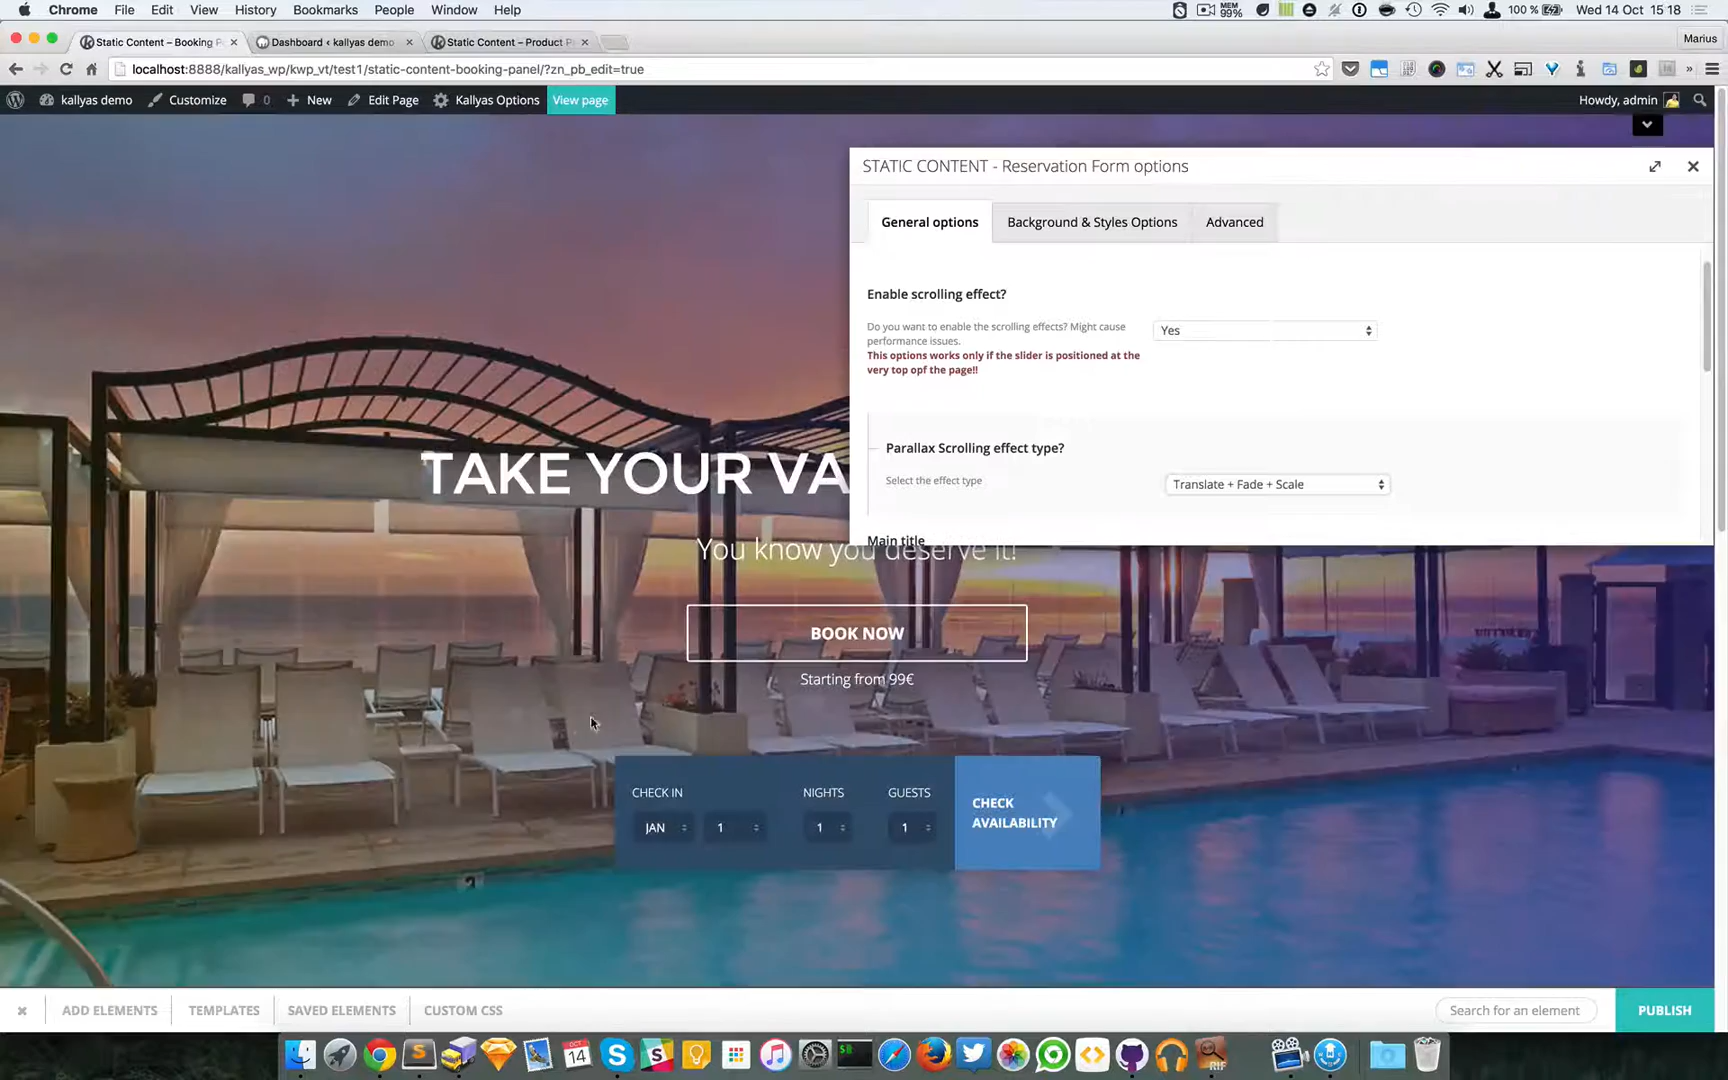 Chrome File Edit View History Bookmarks People Window Help MEM 99% 100 % Wed 14 Oct 15:18
Static Content – Booking P Dashboard ‹ kallyas demo Static Content – Product P Marius
localhost:8888/kallyas_wp/kwp_vt/test1/static-content-booking-panel/?zn_pb_edit=true
kallyas demo Customize 0 New Edit Page Kallyas Options View page Howdy, admin
STATIC CONTENT - Reservation Form options
General options Background & Styles Options Advanced
Enable scrolling effect?
Do you want to enable the scrolling effects? Might cause
performance issues.
Yes
This options works only if the slider is positioned at the
very top opf the page!!
Parallax Scrolling effect type?
Select the effect type
Translate + Fade + Scale
Main title
TAKE YOUR VA
You know you deserve it!
BOOK NOW
Starting from 99€
CHECK IN NIGHTS GUESTS
JAN 1 1 1
CHECK
AVAILABILITY
ADD ELEMENTS TEMPLATES SAVED ELEMENTS CUSTOM CSS Search for an element PUBLISH
OCT
14
RIF